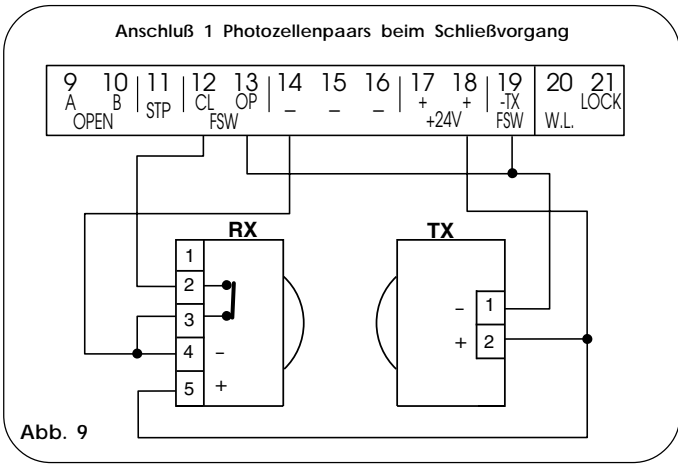 Anschluß 1 Photozellenpaars beim Schließvorgang
9 10 11 12 13 14 15 16 17 18 19 20 21
A B STP CL OP _ _ _ + + -TX LOCK
OPEN FSW +24V FSW W.L.
RX TX
1
2
3
4 –
5 +
– 1
+ 2
Abb. 9